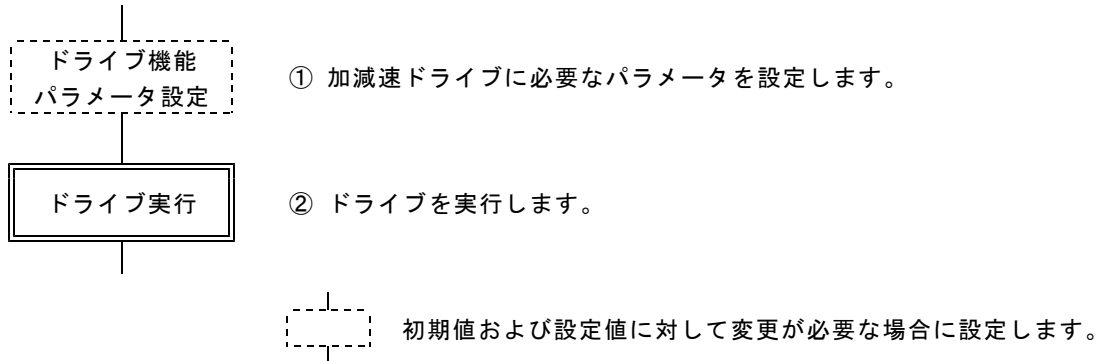 ドライブ機能
パラメータ設定
① 加減速ドライブに必要なパラメータを設定します。
ドライブ実行
② ドライブを実行します。
初期値および設定値に対して変更が必要な場合に設定します。